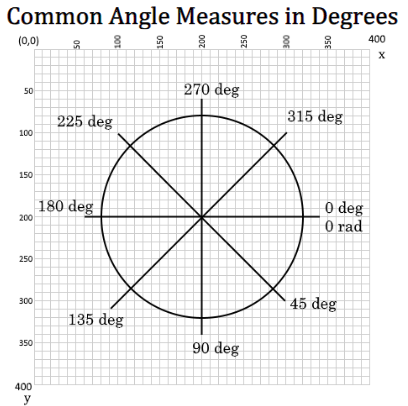 Common Angle Measures in Degrees
(0,0) 50 100 150 200 250 300 350 400
x
50
270 deg
225 deg 315 deg
100
150
180 deg 0 deg
200 0 rad
250
300 45 deg
135 deg
350 90 deg
400
y